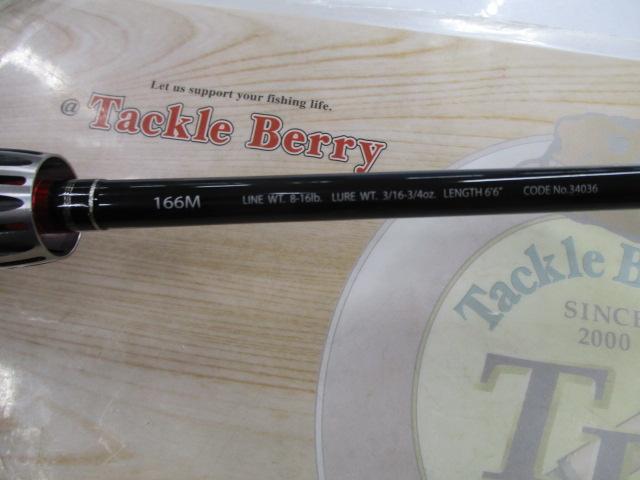 Let us support your fishing life.
@ Tackle Berry
166M LINE WT. 8-16lb. LURE WT. 3/16-3/4oz. LENGTH 6'6" CODE No.34036
Tackle Be
SINCE
2000